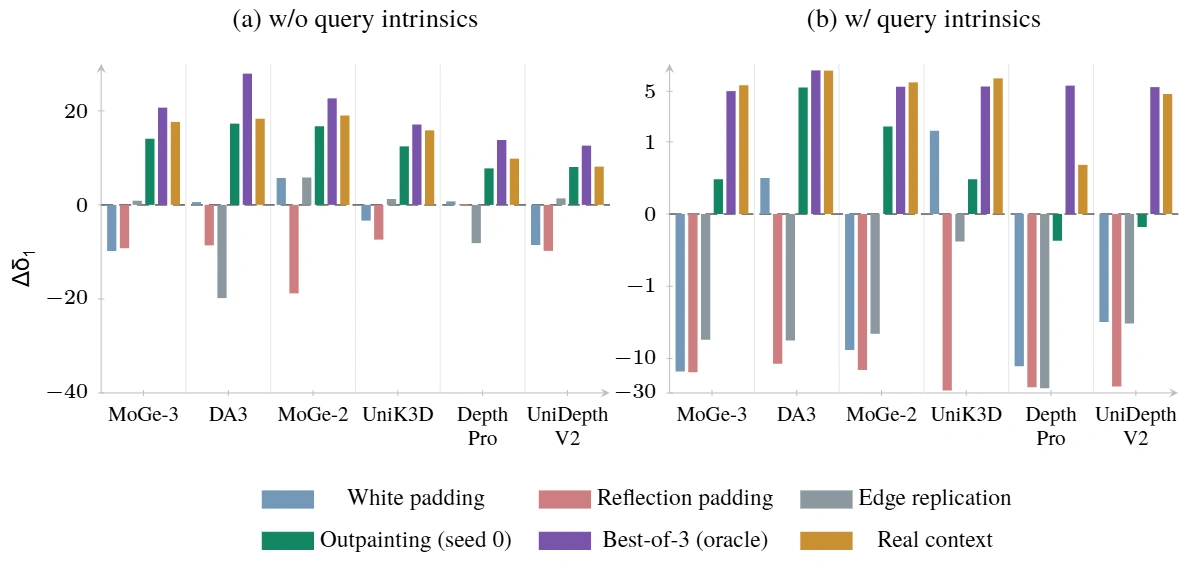 (a) w/o query intrinsics
(b) w/ query intrinsics
Δδ1
20
0
−20
−40
MoGe-3
DA3
MoGe-2
UniK3D
Depth
Pro
UniDepth
V2
5
1
0
−1
−10
−30
MoGe-3
DA3
MoGe-2
UniK3D
Depth
Pro
UniDepth
V2
White padding
Reflection padding
Edge replication
Outpainting (seed 0)
Best-of-3 (oracle)
Real context